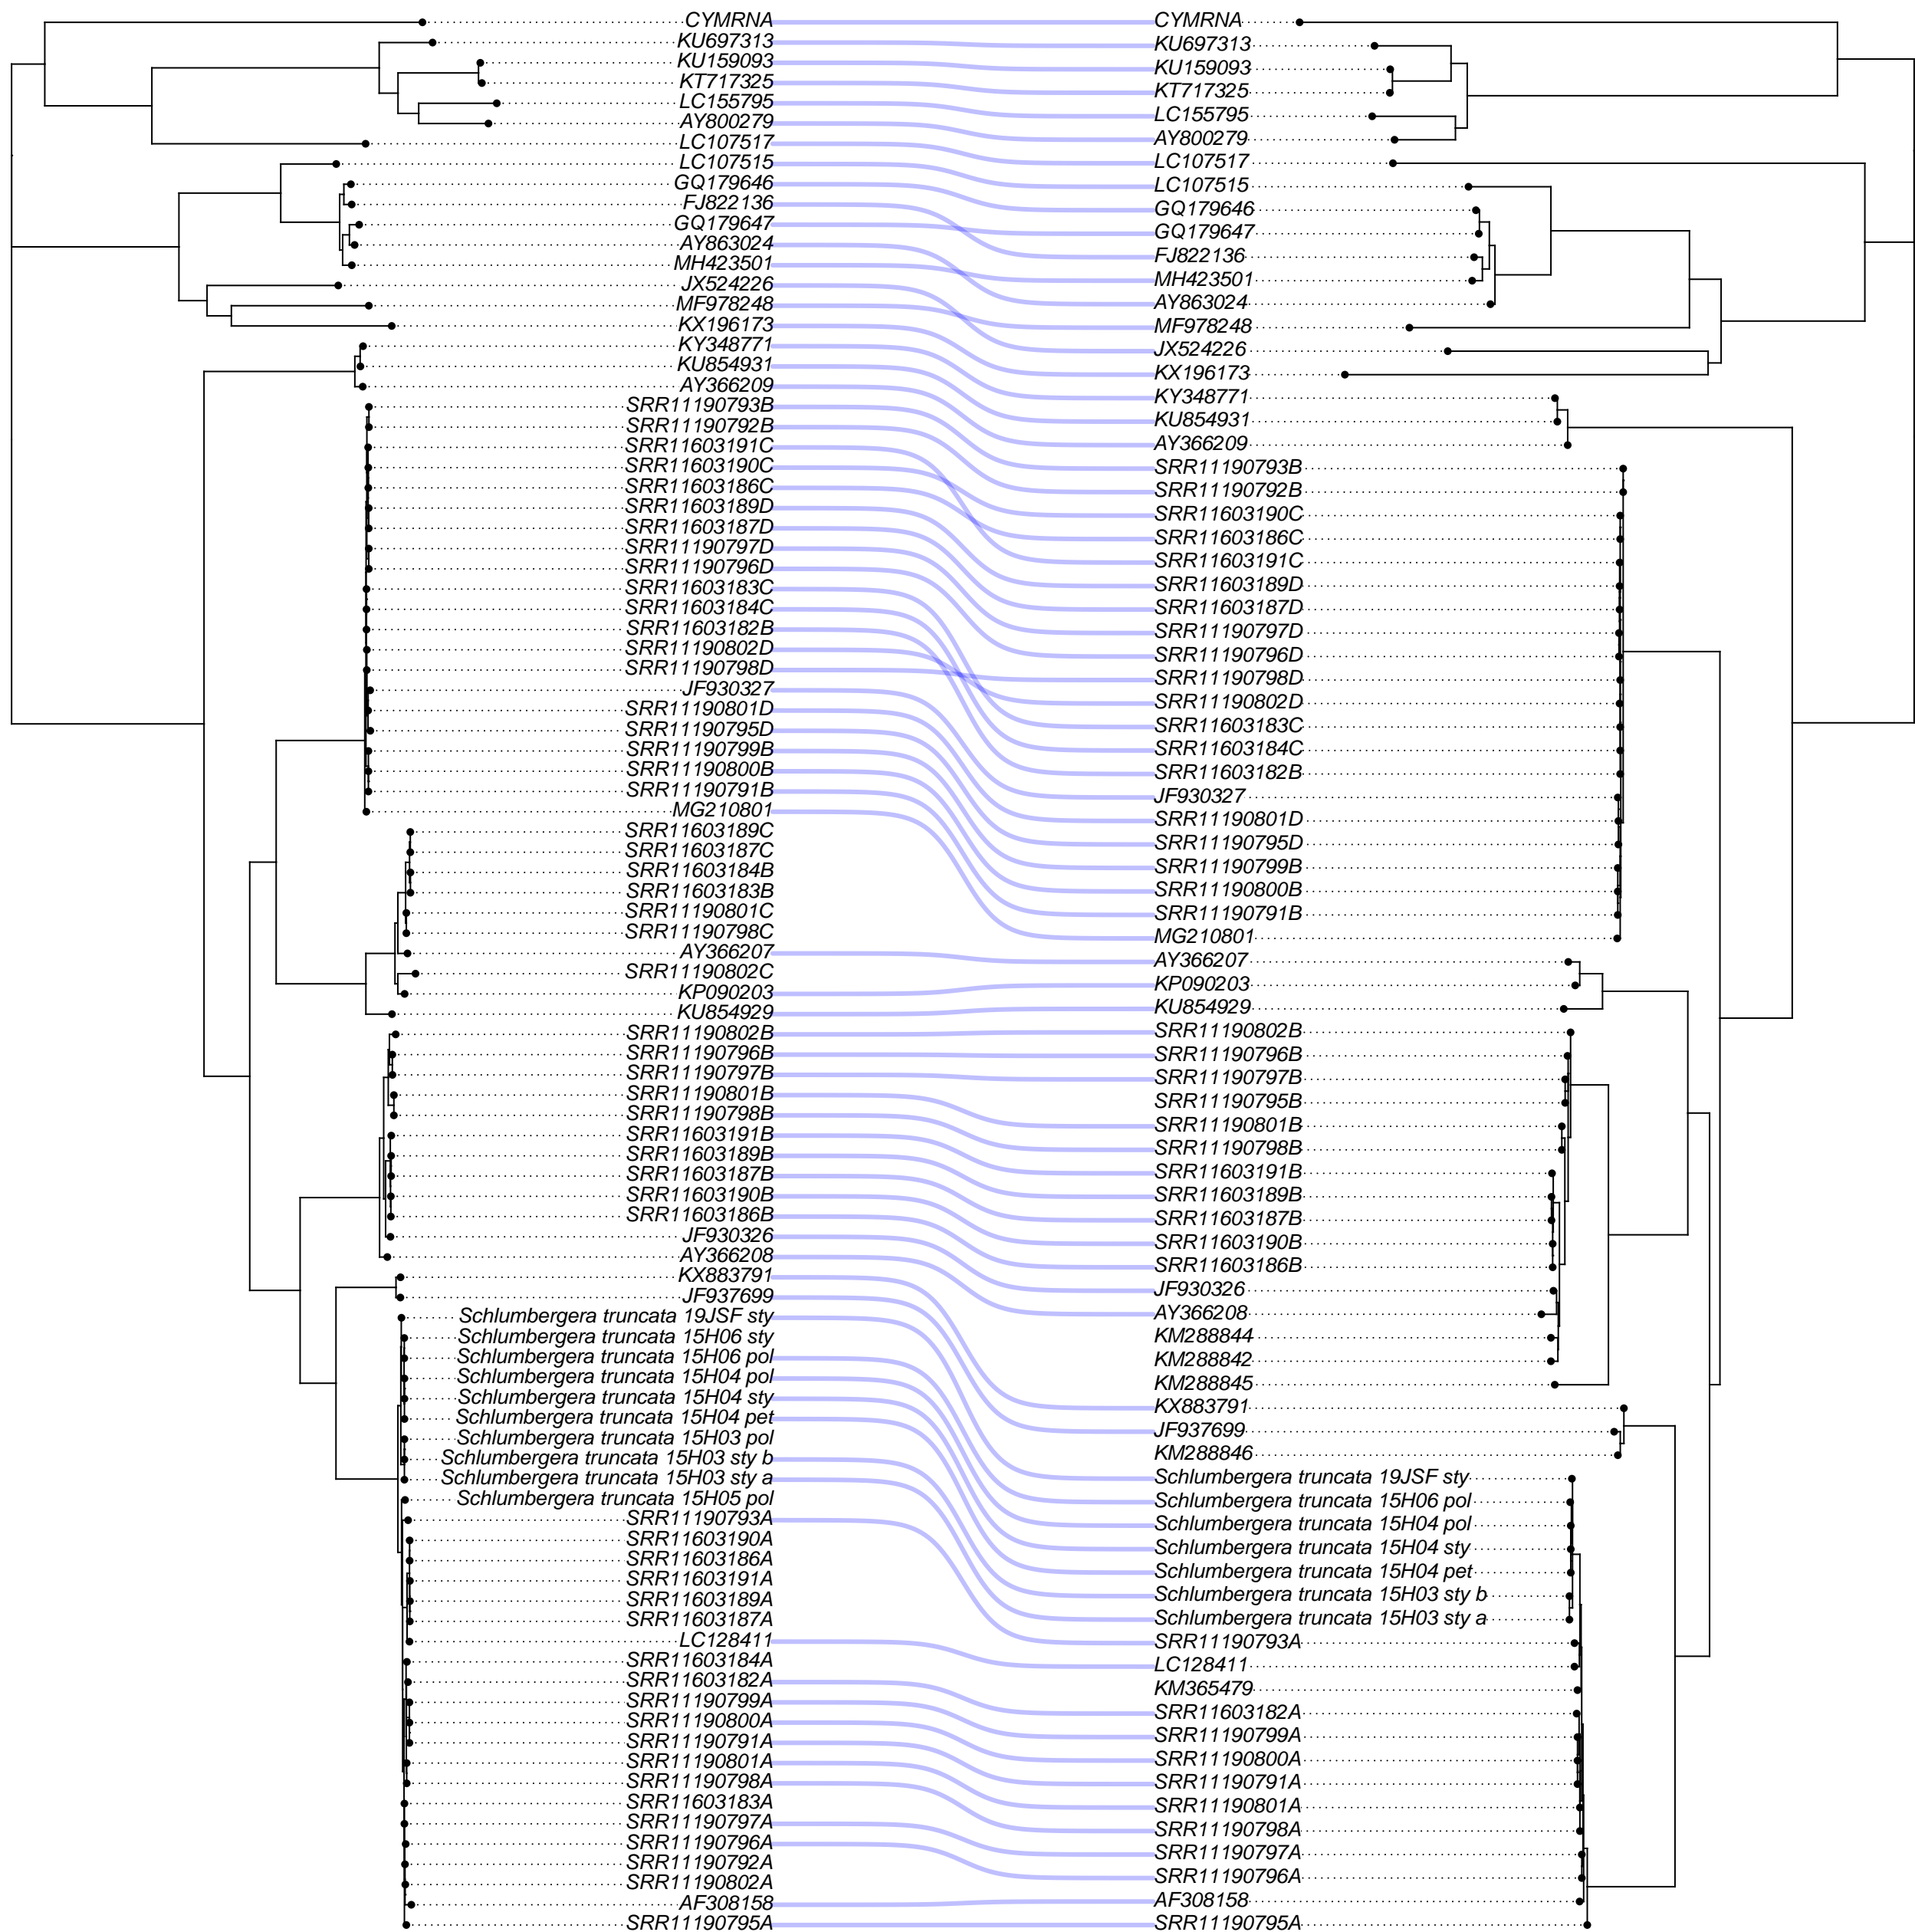 CYMRNA
KU697313
KU159093
KT717325
LC155795
AY800279
LC107517
LC107515
GQ179646
FJ822136
GQ179647
AY863024
MH423501
JX524226
MF978248
KX196173
KY348771
KU854931
AY366209
SRR11190793B
SRR11190792B
SRR11603191C
SRR11603190C
SRR11603186C
SRR11603189D
SRR11603187D
SRR11190797D
SRR11190796D
SRR11603183C
SRR11603184C
SRR11603182B
SRR11190802D
SRR11190798D
JF930327
SRR11190801D
SRR11190795D
SRR11190799B
SRR11190800B
SRR11190791B
MG210801
SRR11603189C
SRR11603187C
SRR11603184B
SRR11603183B
SRR11190801C
SRR11190798C
AY366207
SRR11190802C
KP090203
KU854929
SRR11190802B
SRR11190796B
SRR11190797B
SRR11190801B
SRR11190798B
SRR11603191B
SRR11603189B
SRR11603187B
SRR11603190B
SRR11603186B
JF930326
AY366208
KX883791
JF937699
Schlumbergera truncata 19JSF sty
Schlumbergera truncata 15H06 sty
Schlumbergera truncata 15H06 pol
Schlumbergera truncata 15H04 pol
Schlumbergera truncata 15H04 sty
Schlumbergera truncata 15H04 pet
Schlumbergera truncata 15H03 pol
Schlumbergera truncata 15H03 sty b
Schlumbergera truncata 15H03 sty a
Schlumbergera truncata 15H05 pol
SRR11190793A
SRR11603190A
SRR11603186A
SRR11603191A
SRR11603189A
SRR11603187A
LC128411
SRR11603184A
SRR11603182A
SRR11190799A
SRR11190800A
SRR11190791A
SRR11190801A
SRR11190798A
SRR11603183A
SRR11190797A
SRR11190796A
SRR11190792A
SRR11190802A
AF308158
SRR11190795A
CYMRNA
KU697313
KU159093
KT717325
LC155795
AY800279
LC107517
LC107515
GQ179646
GQ179647
FJ822136
MH423501
AY863024
MF978248
JX524226
KX196173
KY348771
KU854931
AY366209
SRR11190793B
SRR11190792B
SRR11603190C
SRR11603186C
SRR11603191C
SRR11603189D
SRR11603187D
SRR11190797D
SRR11190796D
SRR11190798D
SRR11190802D
SRR11603183C
SRR11603184C
SRR11603182B
JF930327
SRR11190801D
SRR11190795D
SRR11190799B
SRR11190800B
SRR11190791B
MG210801
AY366207
KP090203
KU854929
SRR11190802B
SRR11190796B
SRR11190797B
SRR11190795B
SRR11190801B
SRR11190798B
SRR11603191B
SRR11603189B
SRR11603187B
SRR11603190B
SRR11603186B
JF930326
AY366208
KM288844
KM288842
KM288845
KX883791
JF937699
KM288846
Schlumbergera truncata 19JSF sty
Schlumbergera truncata 15H06 pol
Schlumbergera truncata 15H04 pol
Schlumbergera truncata 15H04 sty
Schlumbergera truncata 15H04 pet
Schlumbergera truncata 15H03 sty b
Schlumbergera truncata 15H03 sty a
SRR11190793A
LC128411
KM365479
SRR11603182A
SRR11190799A
SRR11190800A
SRR11190791A
SRR11190801A
SRR11190798A
SRR11190797A
SRR11190796A
AF308158
SRR11190795A